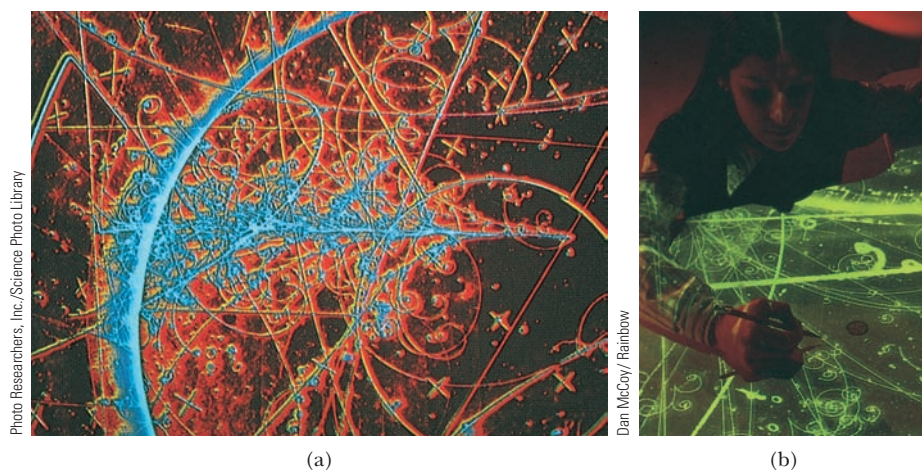 Photo Researchers, Inc./Science Photo Library
Dan McCoy/ Rainbow
(a)
(b)